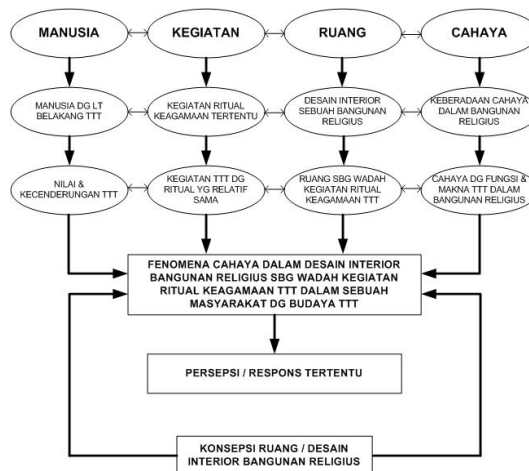 MANUSIA
KEGIATAN
RUANG
CAHAYA
MANUSIA DG LT
BELAKANG TTT
KEGIATAN RITUAL
KEAGAMAAN TERTENTU
DESAIN INTERIOR
SEBUAH BANGUNAN
RELIGIUS
KEBERADAAN CAHAYA
DALAM BANGUNAN
RELIGIUS
NILAI &
KECENDERUNGAN TTT
KEGIATAN TTT DG
RITUAL YG RELATIF
SAMA
RUANG SBG WADAH
KEGIATAN RITUAL
KEAGAMAAN TTT
CAHAYA DG FUNGSI &
MAKNA TTT DALAM
BANGUNAN RELIGIUS
FENOMENA CAHAYA DALAM DESAIN INTERIOR
BANGUNAN RELIGIUS SBG WADAH KEGIATAN
RITUAL KEAGAMAAN TTT DALAM SEBUAH
MASYARAKAT DG BUDAYA TTT
PERSEPSI / RESPONS TERTENTU
KONSEPSI RUANG / DESAIN
INTERIOR BANGUNAN RELIGIUS